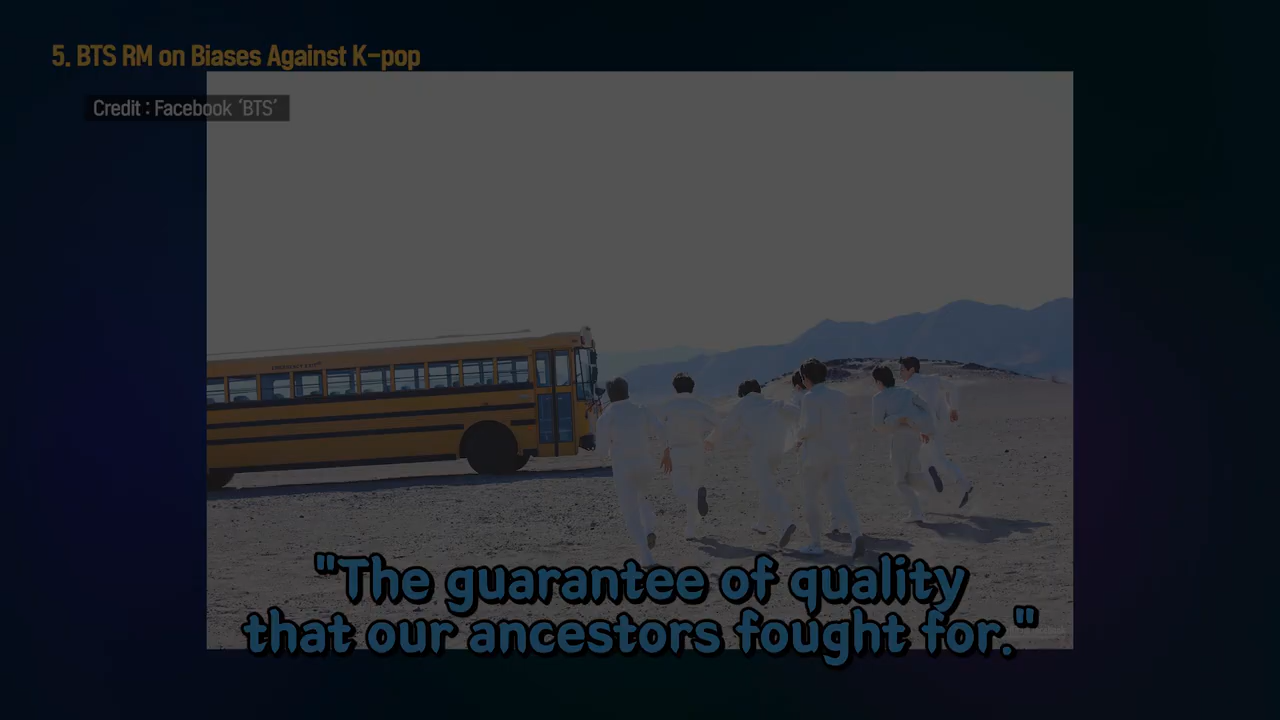 5. BTS RM on Biases Against K-pop
Credit : Facebook ‘BTS’
"The guarantee of quality
that our ancestors fought for."